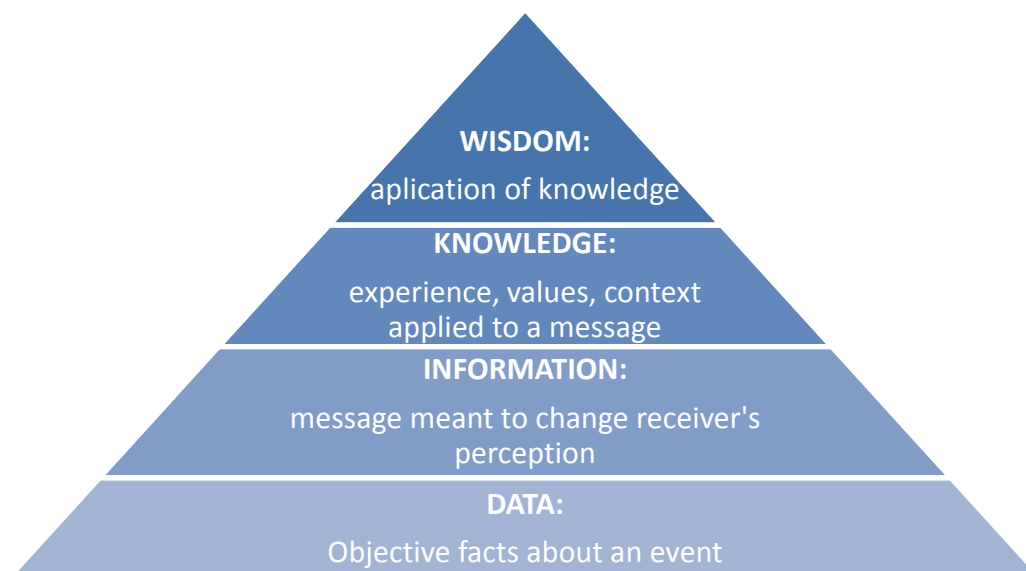 WISDOM:
aplication of knowledge
KNOWLEDGE:
experience, values, context
applied to a message
INFORMATION:
message meant to change receiver's
perception
DATA:
Objective facts about an event